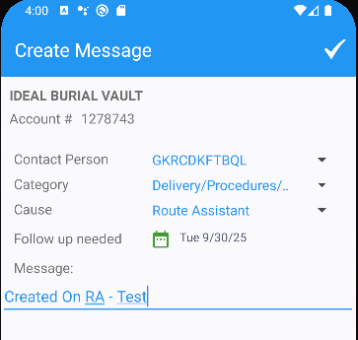 4:00
Create Message
IDEAL BURIAL VAULT
Account # 1278743
Contact Person GKRCDKFTBQL
Category Delivery/Procedures/..
Cause Route Assistant
Follow up needed Tue 9/30/25
Message:
Created On RA - Test